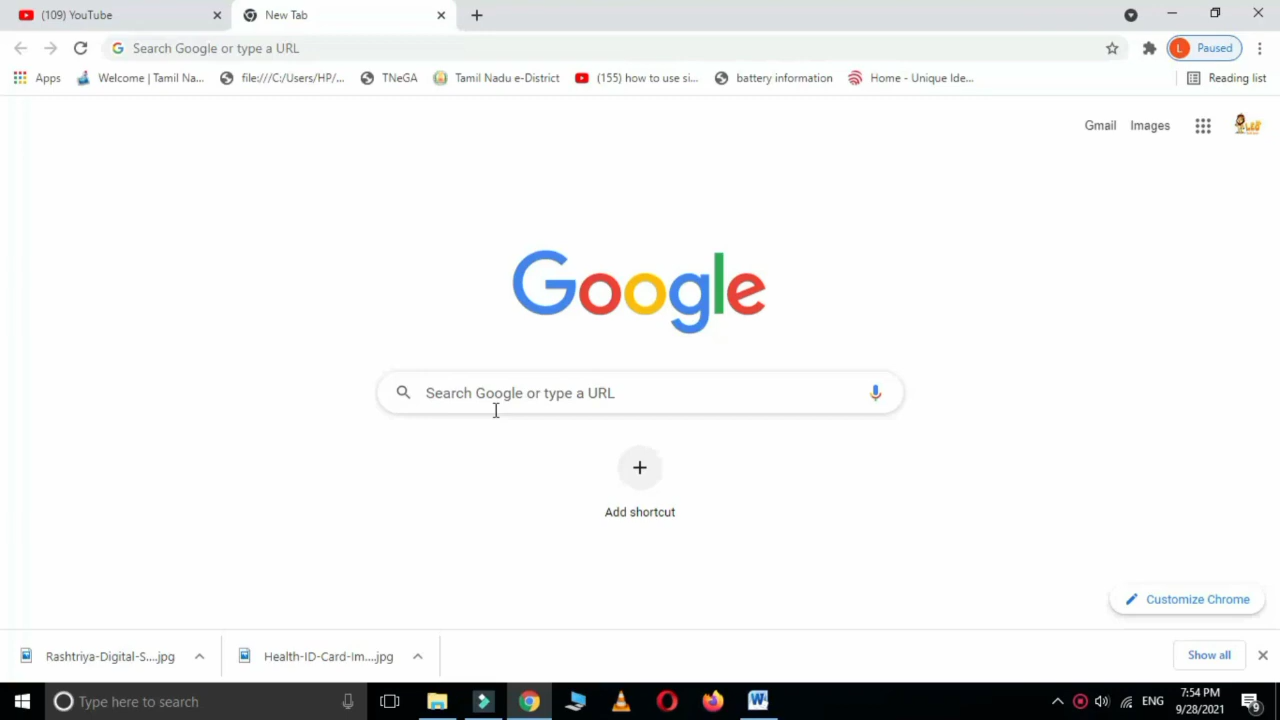 (109) YouTube
New Tab
Search Google or type a URL
Paused
L
Apps
Welcome | Tamil Na...
file:///C:/Users/HP/...
TNeGA
Tamil Nadu e-District
(155) how to use si...
battery information
Home - Unique Ide...
Reading list
Gmail
Images
Google
Search Google or type a URL
Add shortcut
Customize Chrome
Rashtriya-Digital-S....jpg
Health-ID-Card-Im....jpg
Show all
Type here to search
ENG
7:54 PM
9/28/2021
9